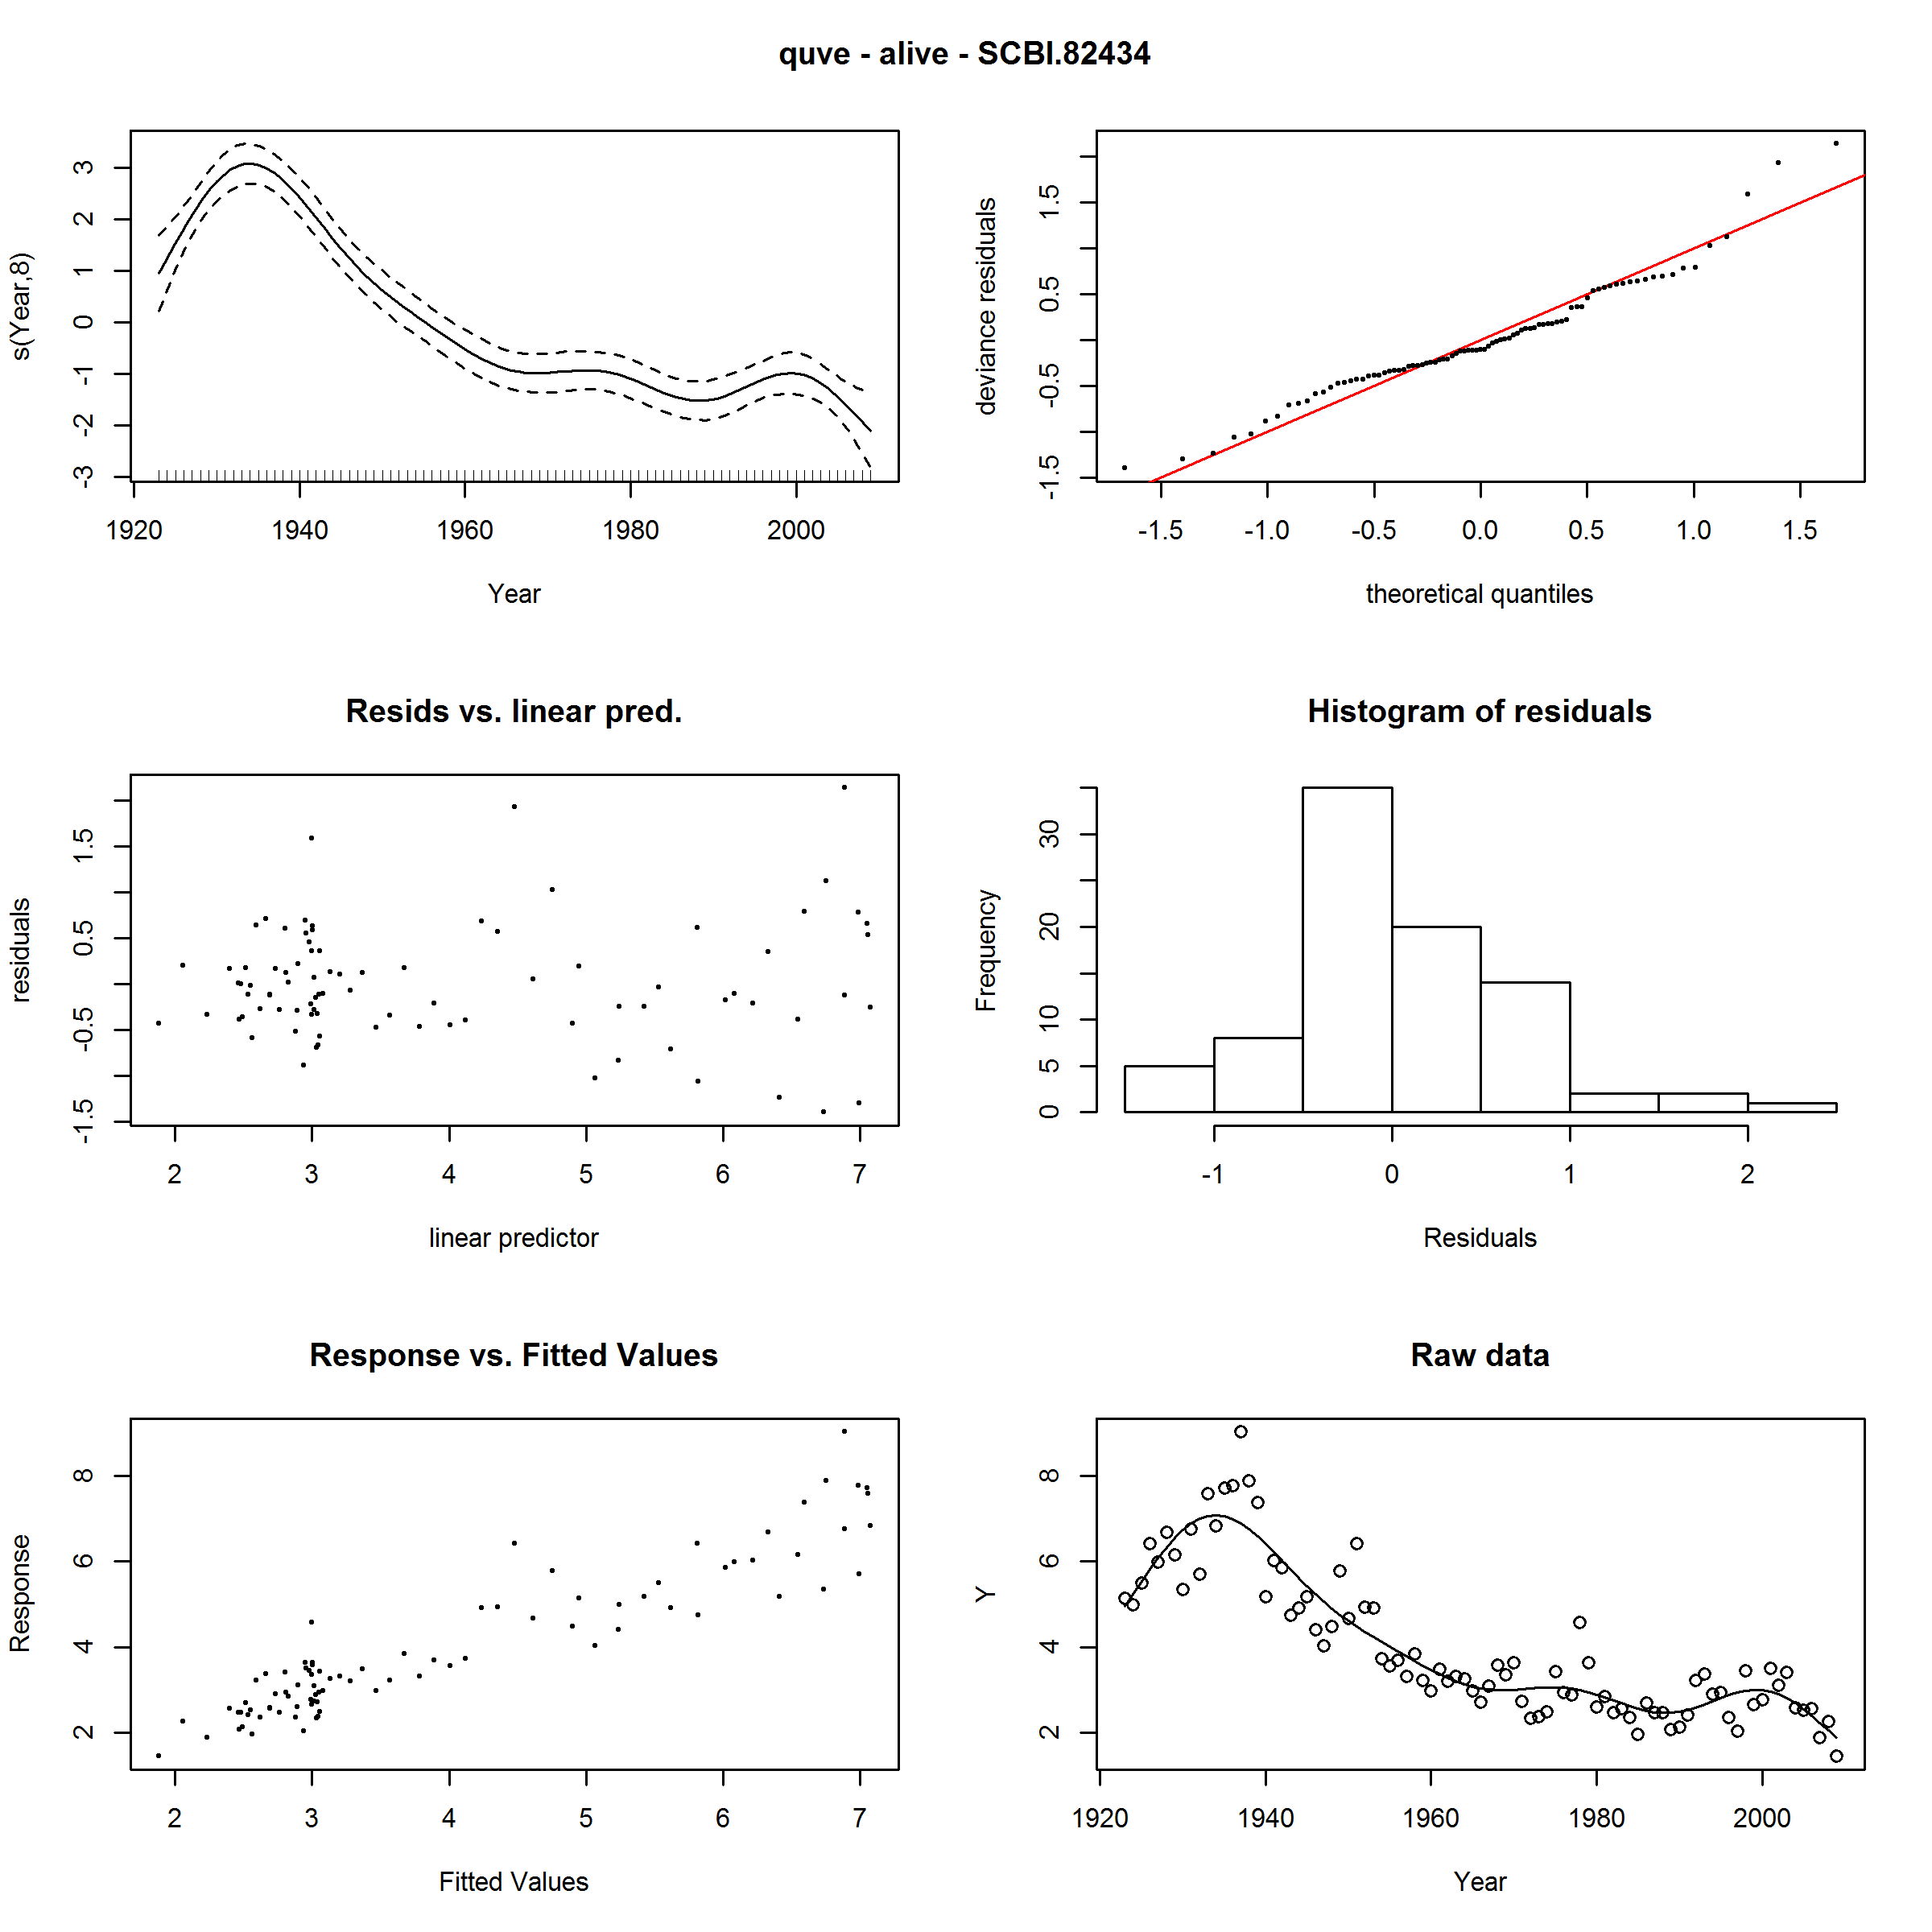 quve - alive - SCBI.82434
s(Year,8)
3
2
1
0
-1
-2
-3
1920 1940 1960 1980 2000
Year
deviance residuals
1.5
0.5
-0.5
-1.5
-1.5 -1.0 -0.5 0.0 0.5 1.0 1.5
theoretical quantiles
Resids vs. linear pred.
residuals
1.5
0.5
-0.5
-1.5
2 3 4 5 6 7
linear predictor
Histogram of residuals
Frequency
30
20
10
5
0
-1 0 1 2
Residuals
Response vs. Fitted Values
Response
8
6
4
2
2 3 4 5 6 7
Fitted Values
Raw data
Y
8
6
4
2
1920 1940 1960 1980 2000
Year